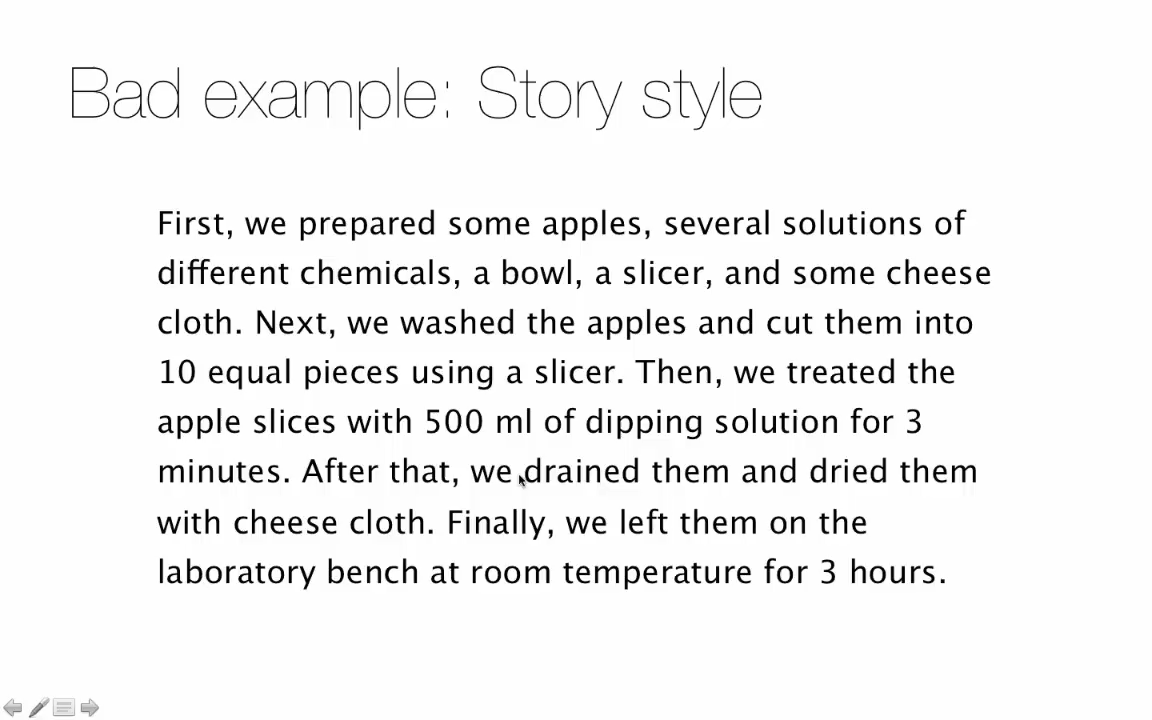 Bad example: Story style
First, we prepared some apples, several solutions of
different chemicals, a bowl, a slicer, and some cheese
cloth. Next, we washed the apples and cut them into
10 equal pieces using a slicer. Then, we treated the
apple slices with 500 ml of dipping solution for 3
minutes. After that, we drained them and dried them
with cheese cloth. Finally, we left them on the
laboratory bench at room temperature for 3 hours.